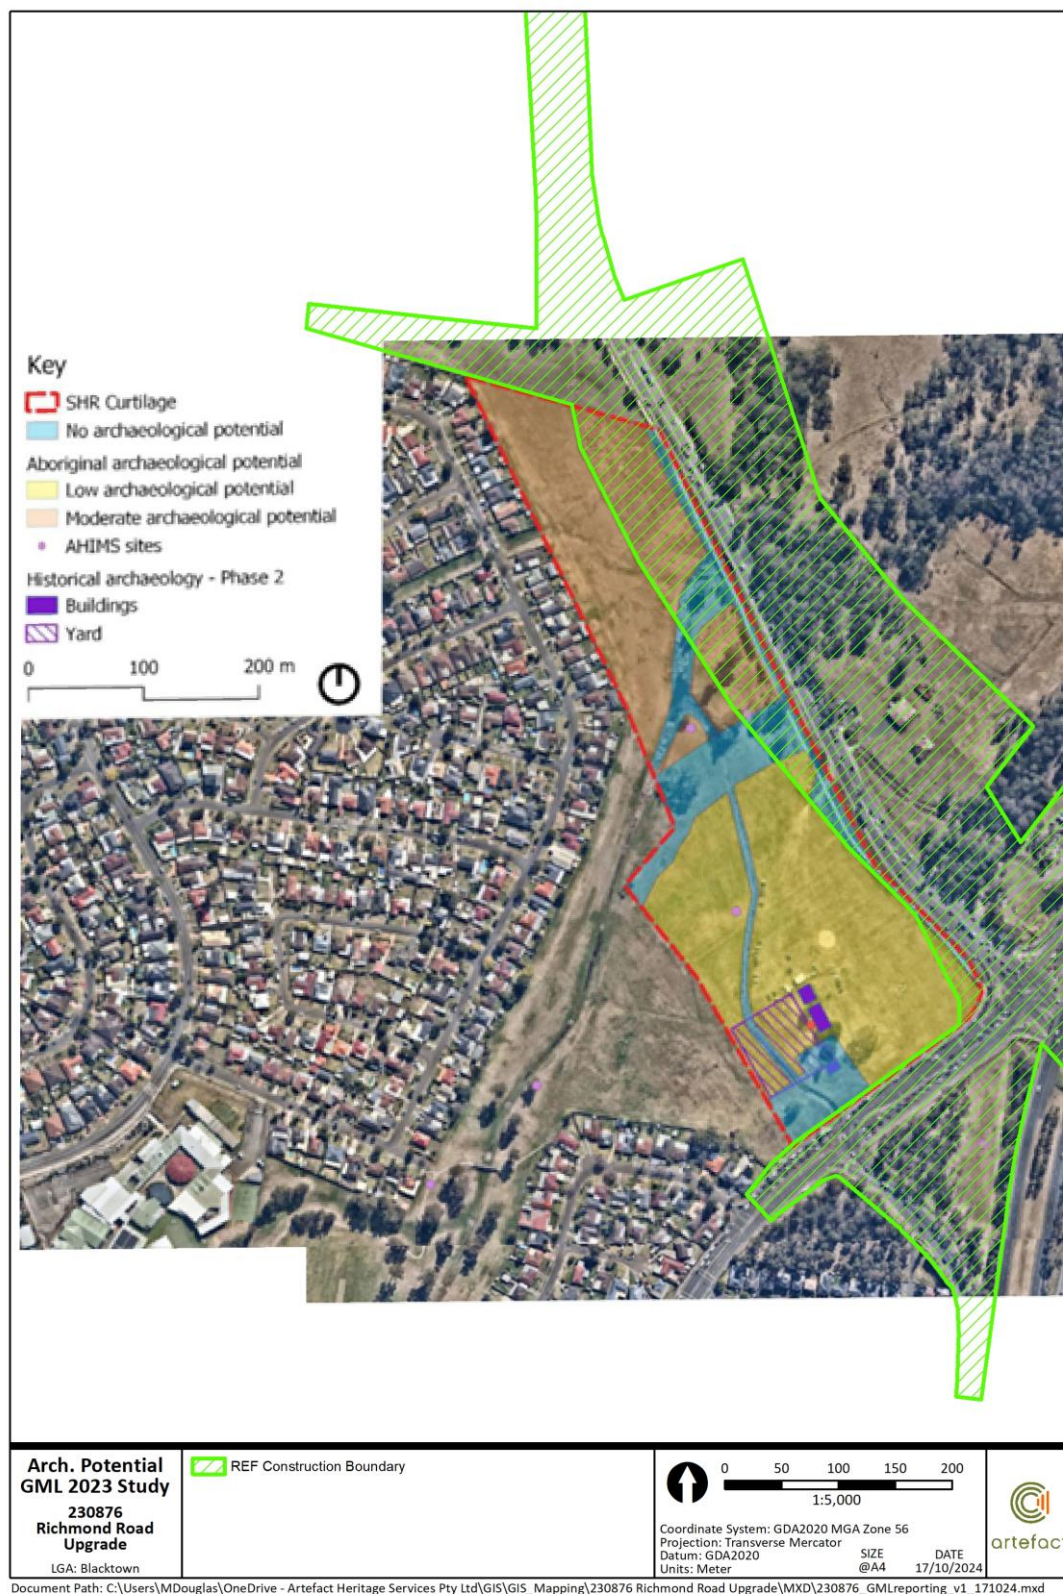 Key
SHR Curtilage
No archaeological potential
Aboriginal archaeological potential
Low archaeological potential
Moderate archaeological potential
AHIMS sites
Historical archaeology - Phase 2
Buildings
Yard
0 100 200 m
Arch. Potential
GML 2023 Study
230876
Richmond Road
Upgrade
LGA: Blacktown
REF Construction Boundary
0 50 100 150 200
1:5,000
Coordinate System: GDA2020 MGA Zone 56
Projection: Transverse Mercator
Datum: GDA2020
Units: Meter
SIZE
@A4
DATE
17/10/2024
artefact
Document Path: C:\Users\MDouglas\OneDrive - Artefact Heritage Services Pty Ltd\GIS\GIS_Mapping\230876 Richmond Road Upgrade\MXD\230876_GMLreporting_v1_171024.mxd